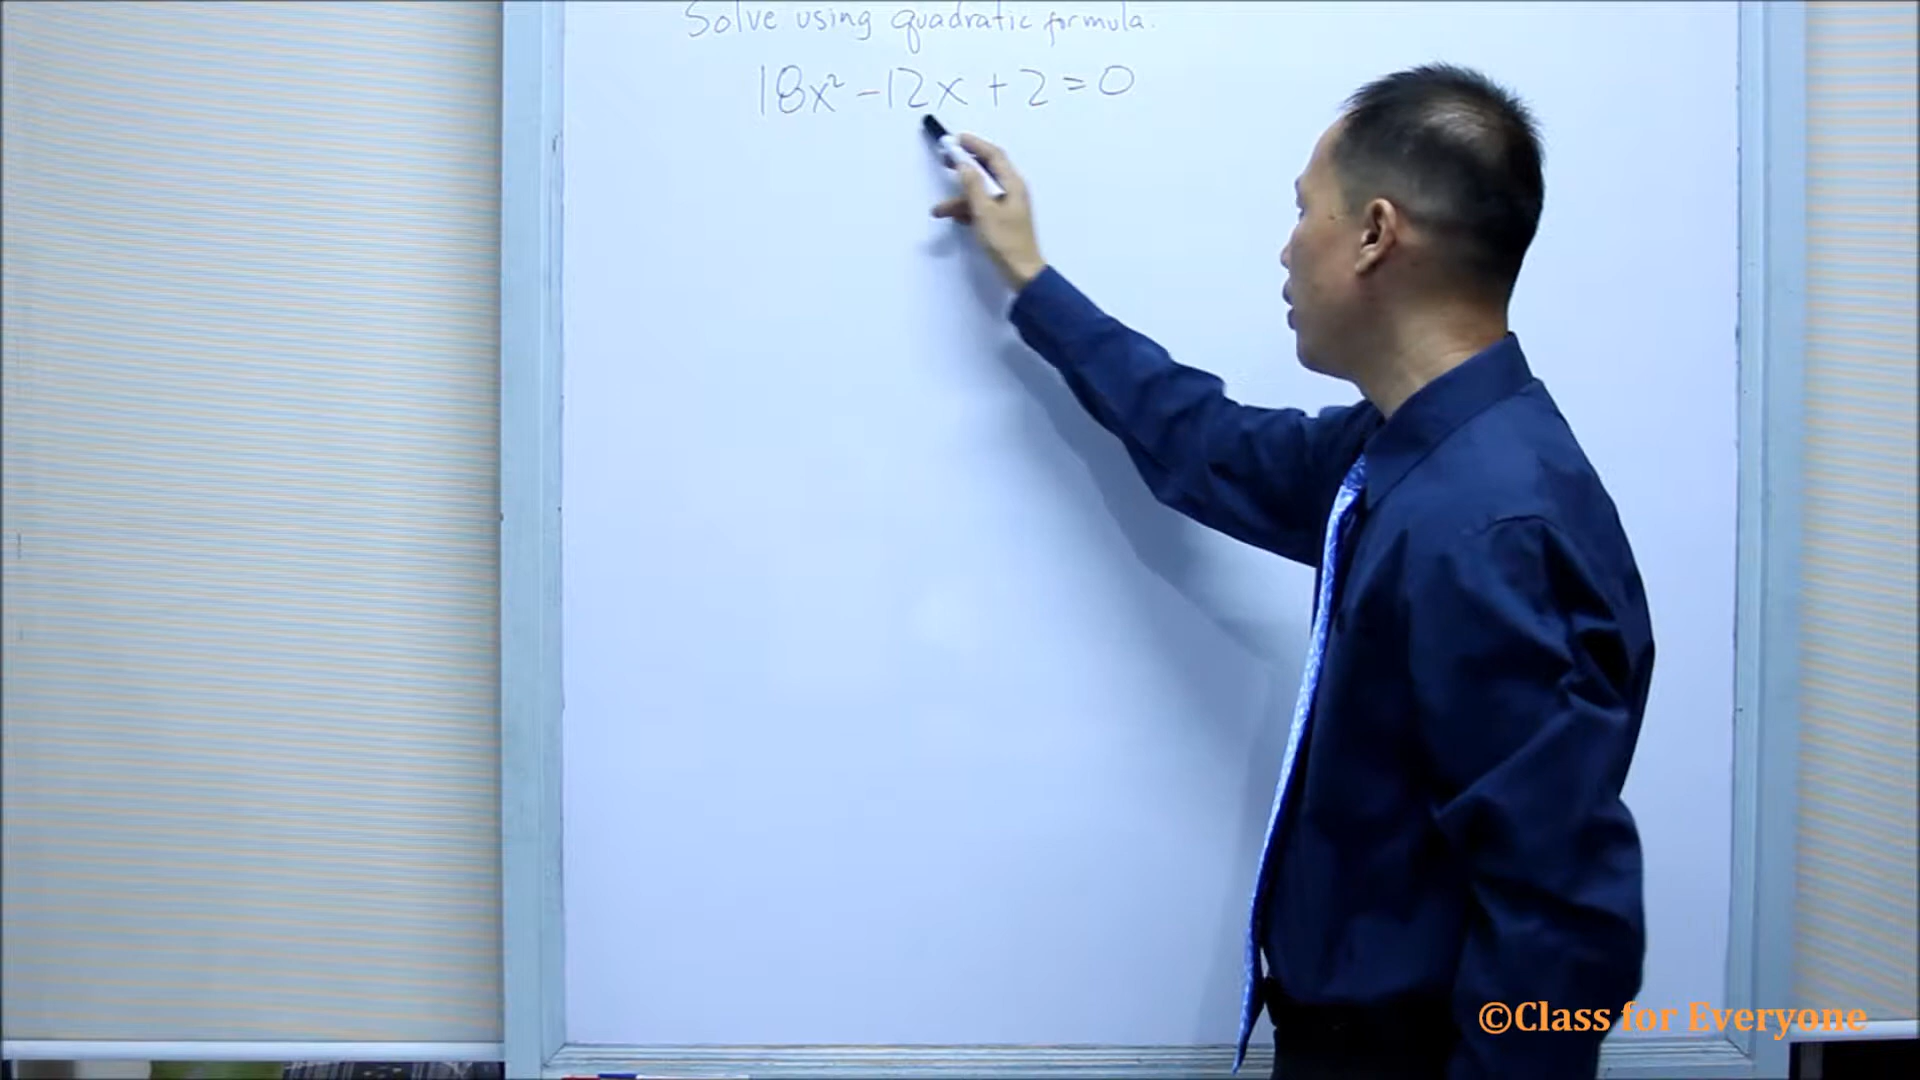 Solve using quadratic formula.
18x² - 12x + 2 = 0
©Class for Everyone